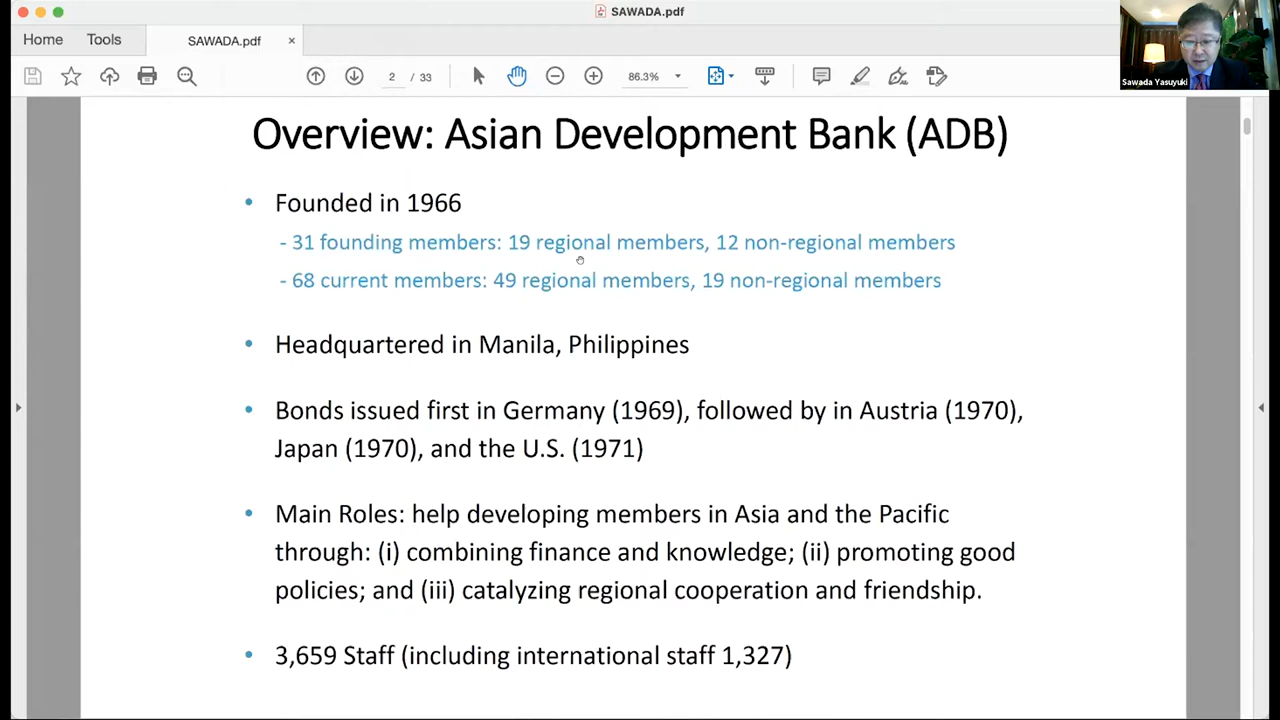 SAWADA.pdf
Home
Tools
SAWADA.pdf
2 / 33
86.3%
Sawada Yasuyuki
Overview: Asian Development Bank (ADB)
• Founded in 1966
- 31 founding members: 19 regional members, 12 non-regional members
- 68 current members: 49 regional members, 19 non-regional members
• Headquartered in Manila, Philippines
• Bonds issued first in Germany (1969), followed by in Austria (1970),
Japan (1970), and the U.S. (1971)
• Main Roles: help developing members in Asia and the Pacific
through: (i) combining finance and knowledge; (ii) promoting good
policies; and (iii) catalyzing regional cooperation and friendship.
• 3,659 Staff (including international staff 1,327)